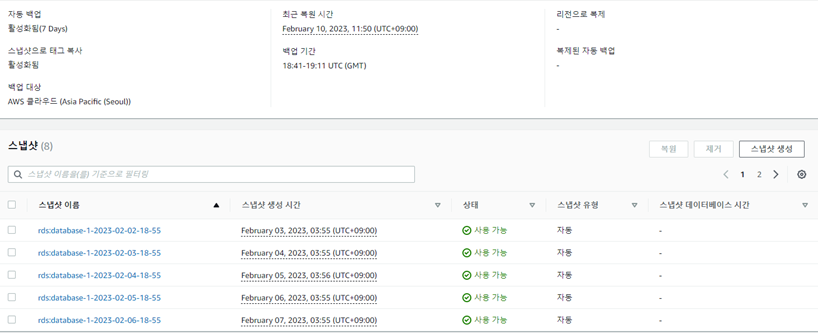 자동 백업
활성화됨(7 Days)
스냅샷으로 태그 복사
활성화됨
백업 대상
AWS 클라우드 (Asia Pacific (Seoul))
최근 복원 시간
February 10, 2023, 11:50 (UTC+09:00)
백업 기간
18:41-19:11 UTC (GMT)
리전으로 복제
-
복제된 자동 백업
-
스냅샷 (8)
복원 제거 스냅샷 생성
스냅샷 이름을(를) 기준으로 필터링
1 2
스냅샷 이름 스냅샷 생성 시간 상태 스냅샷 유형 스냅샷 데이터베이스 시간
rds:database-1-2023-02-02-18-55 February 03, 2023, 03:55 (UTC+09:00) 사용 가능 자동 -
rds:database-1-2023-02-03-18-55 February 04, 2023, 03:55 (UTC+09:00) 사용 가능 자동 -
rds:database-1-2023-02-04-18-55 February 05, 2023, 03:56 (UTC+09:00) 사용 가능 자동 -
rds:database-1-2023-02-05-18-55 February 06, 2023, 03:55 (UTC+09:00) 사용 가능 자동 -
rds:database-1-2023-02-06-18-55 February 07, 2023, 03:55 (UTC+09:00) 사용 가능 자동 -